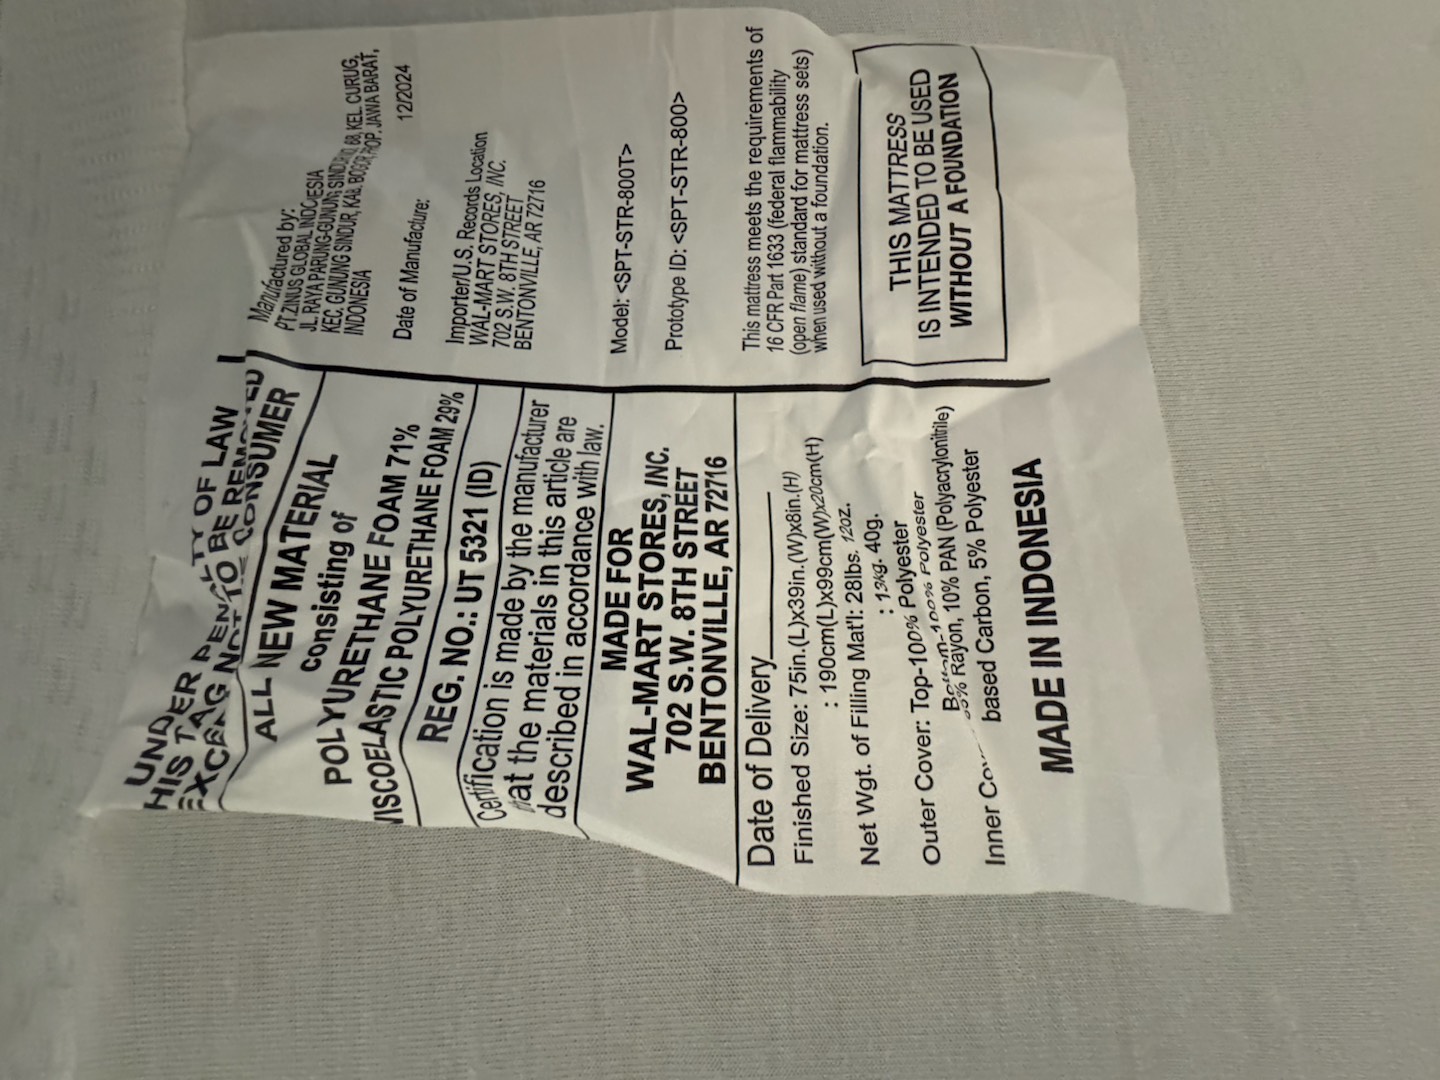 UNDER PENALTY OF LAW
THIS TAG NOT TO BE REMOVED
EXCE BY THE CONSUMER
ALL NEW MATERIAL
consisting of
POLYURETHANE FOAM 71%
VISCOELASTIC POLYURETHANE FOAM 29%
REG. NO.: UT 5321 (ID)
Certification is made by the manufacturer
that the materials in this article are
described in accordance with law.
MADE FOR
WAL-MART STORES, INC.
702 S.W. 8TH STREET
BENTONVILLE, AR 72716
Date of Delivery
Finished Size: 75in.(L)x39in.(W)x8in.(H)
: 190cm(L)x99cm(W)x20cm(H)
Net Wgt. of Filling Mat'l: 28lbs. 12oz.
: 13kg. 40g.
Outer Cover: Top-100% Polyester
Bottom-100% Polyester
Rayon, 10% PAN (Polyacrylonitrile)
Inner based Carbon, 5% Polyester
MADE IN INDONESIA
Manufactured by:
PT.ZINUS GLOBAL INDONESIA
JL. RAYA PARUNG-GUNUNG SINDUR 68, KEL. CURUG,
KEC. GUNUNG SINDUR, KAB. BOGOR, PROP. JAWA BARAT,
INDONESIA
Date of Manufacture: 12/2024
Importer/U.S. Records Location
WAL-MART STORES, INC.
702 S.W. 8TH STREET
BENTONVILLE, AR 72716
Model: <SPT-STR-800T>
Prototype ID: <SPT-STR-800>
This mattress meets the requirements of
16 CFR Part 1633 (federal flammability
(open flame) standard for mattress sets)
when used without a foundation.
THIS MATTRESS
IS INTENDED TO BE USED
WITHOUT A FOUNDATION